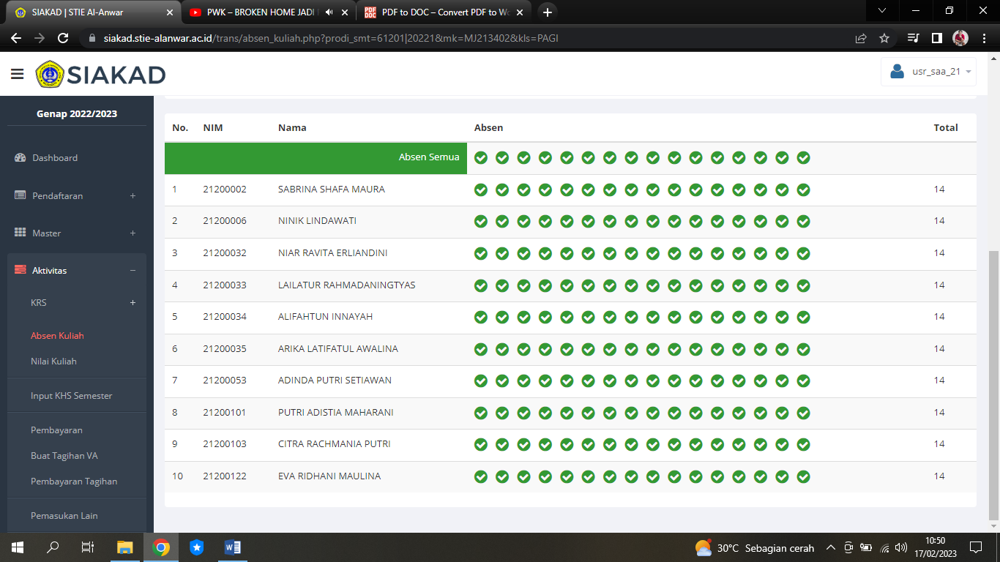 SIAKAD | STIE Al-Anwar
PWK – BROKEN HOME JADI
PDF to DOC – Convert PDF to Wo
siakad.stie-alanwar.ac.id/trans/absen_kuliah.php?prodi_smt=61201|20221&mk=MJ213402&kls=PAGI
SIAKAD
usr_saa_21
Genap 2022/2023
Dashboard
Pendaftaran +
Master +
Aktivitas −
KRS +
Absen Kuliah
Nilai Kuliah
Input KHS Semester
Pembayaran
Buat Tagihan VA
Pembayaran Tagihan
Pemasukan Lain
No. NIM Nama Absen Total
Absen Semua
1 21200002 SABRINA SHAFA MAURA 14
2 21200006 NINIK LINDAWATI 14
3 21200032 NIAR RAVITA ERLIANDINI 14
4 21200033 LAILATUR RAHMADANINGTYAS 14
5 21200034 ALIFAHTUN INNAYAH 14
6 21200035 ARIKA LATIFATUL AWALINA 14
7 21200053 ADINDA PUTRI SETIAWAN 14
8 21200101 PUTRI ADISTIA MAHARANI 14
9 21200103 CITRA RACHMANIA PUTRI 14
10 21200122 EVA RIDHANI MAULINA 14
30°C Sebagian cerah
10:50
17/02/2023